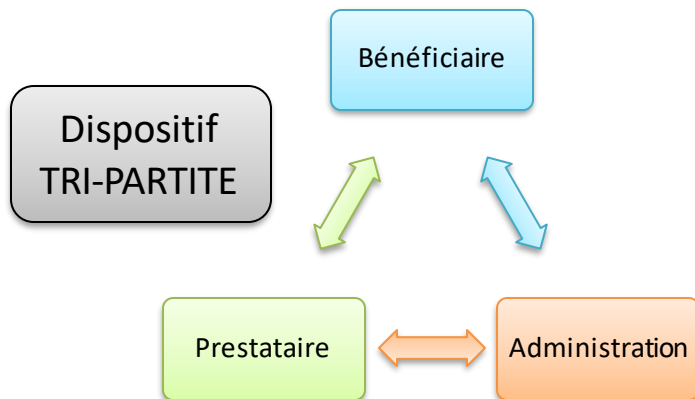 Bénéficiaire
Dispositif
TRI-PARTITE
Prestataire
Administration